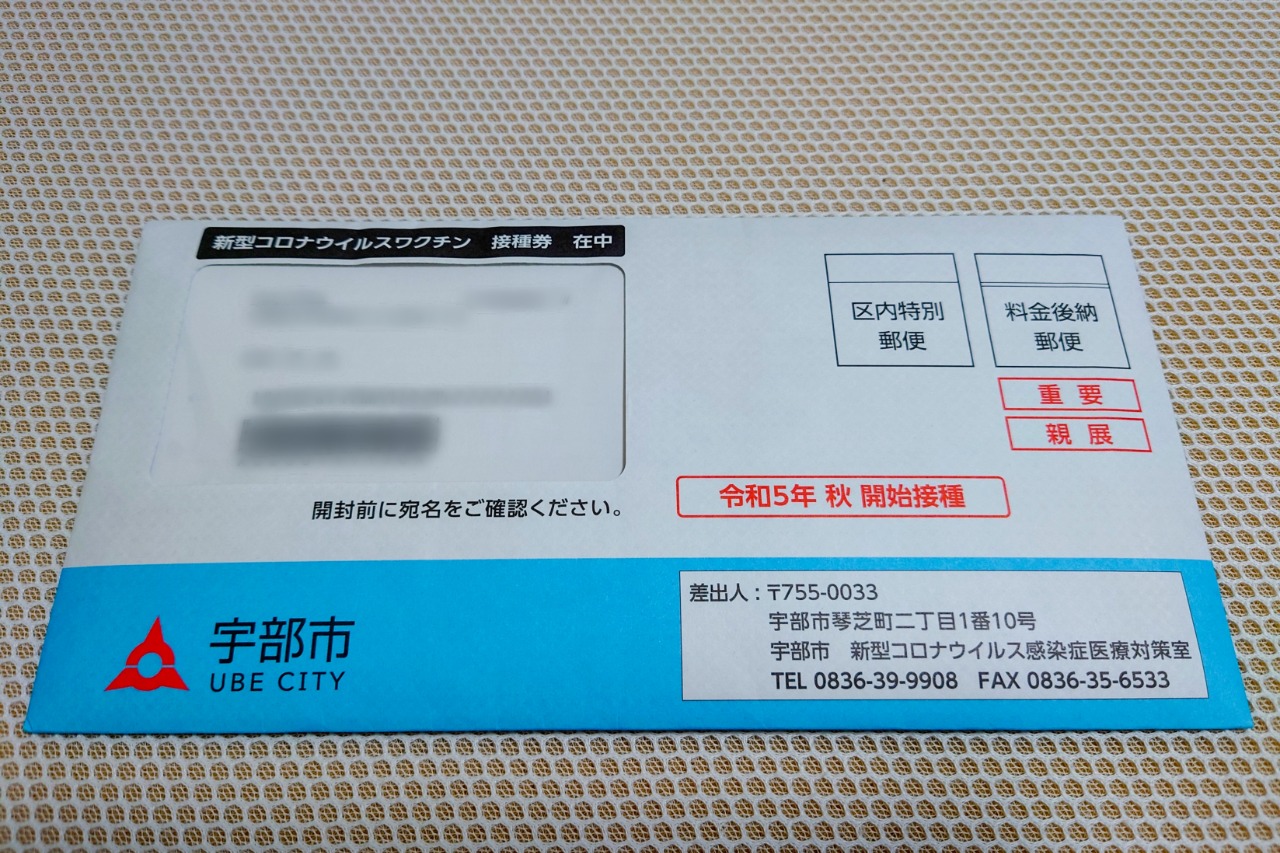 新型コロナウイルスワクチン 接種券 在中
区内特別
郵便
料金後納
郵便
重要
親展
令和5年 秋 開始接種
開封前に宛名をご確認ください。
宇部市
UBE CITY
差出人：〒755-0033
宇部市琴芝町二丁目1番10号
宇部市 新型コロナウイルス感染症医療対策室
TEL 0836-39-9908 FAX 0836-35-6533